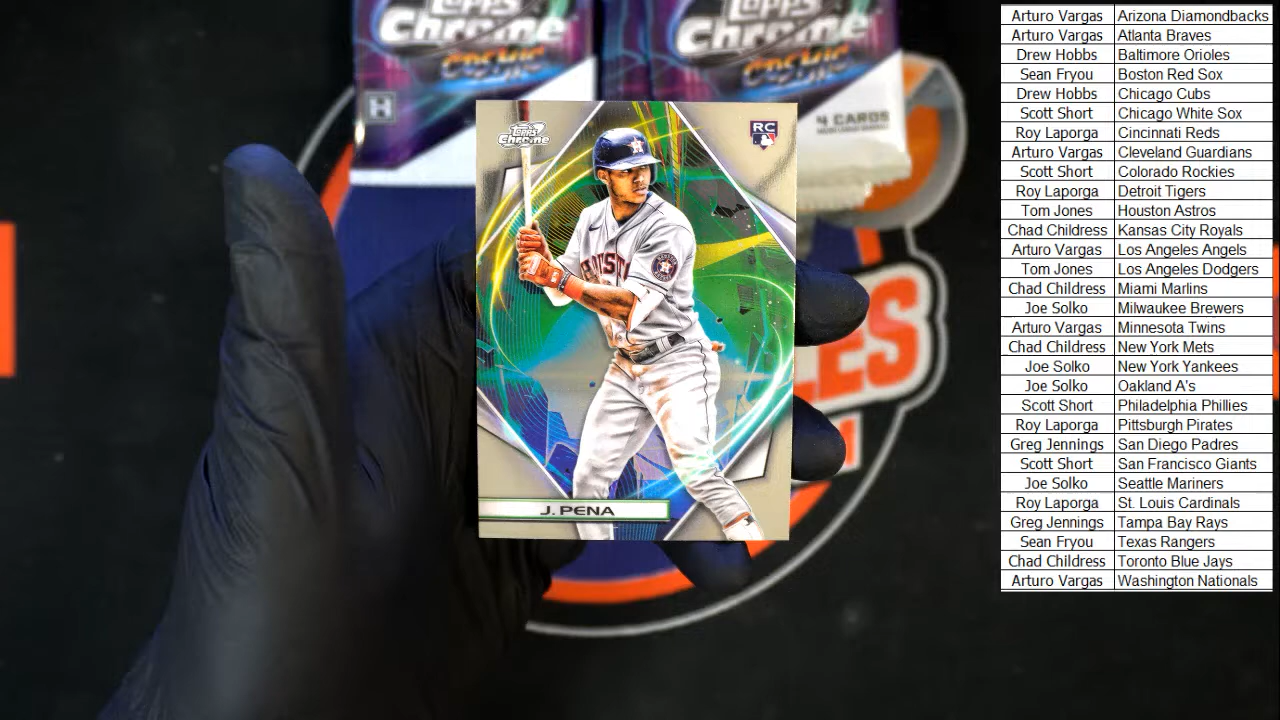 Topps
Chrome
COSMIC
H
Topps
Chrome
COSMIC
4 CARDS
Topps
Chrome
RC
HOUST
J. PENA
LES
Arturo Vargas Arizona Diamondbacks
Arturo Vargas Atlanta Braves
Drew Hobbs Baltimore Orioles
Sean Fryou Boston Red Sox
Drew Hobbs Chicago Cubs
Scott Short Chicago White Sox
Roy Laporga Cincinnati Reds
Arturo Vargas Cleveland Guardians
Scott Short Colorado Rockies
Roy Laporga Detroit Tigers
Tom Jones Houston Astros
Chad Childress Kansas City Royals
Arturo Vargas Los Angeles Angels
Tom Jones Los Angeles Dodgers
Chad Childress Miami Marlins
Joe Solko Milwaukee Brewers
Arturo Vargas Minnesota Twins
Chad Childress New York Mets
Joe Solko New York Yankees
Joe Solko Oakland A's
Scott Short Philadelphia Phillies
Roy Laporga Pittsburgh Pirates
Greg Jennings San Diego Padres
Scott Short San Francisco Giants
Joe Solko Seattle Mariners
Roy Laporga St. Louis Cardinals
Greg Jennings Tampa Bay Rays
Sean Fryou Texas Rangers
Chad Childress Toronto Blue Jays
Arturo Vargas Washington Nationals